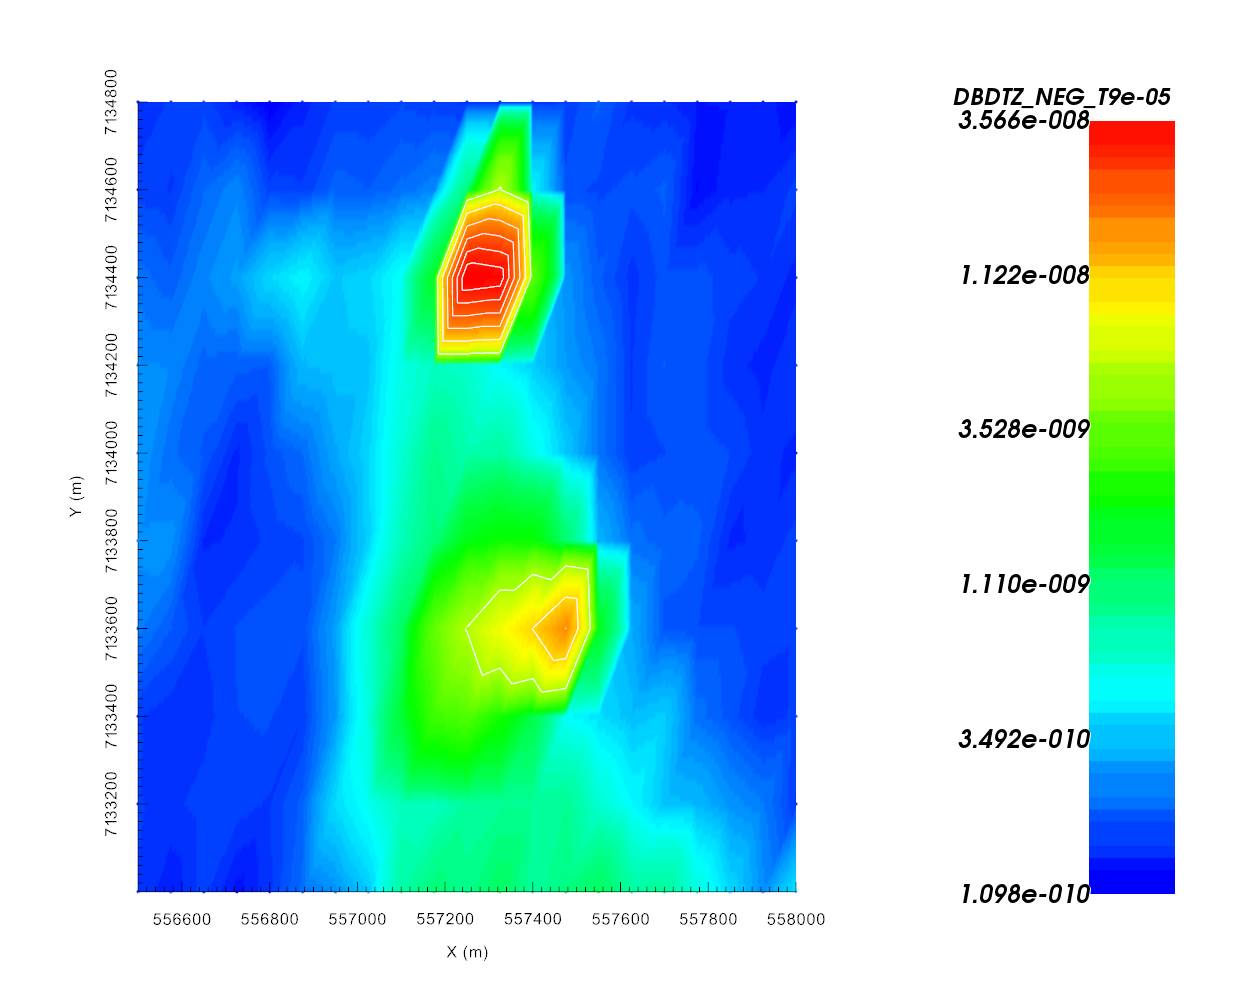 DBDTZ_NEG_T9e-05
3.566e-008
1.122e-008
3.528e-009
1.110e-009
3.492e-010
1.098e-010
7134800
7134600
7134400
7134200
7134000
7133800
7133600
7133400
7133200
Y (m)
556600 556800 557000 557200 557400 557600 557800 558000
X (m)